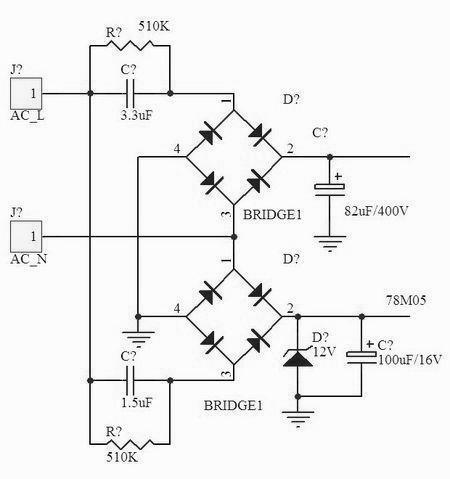 R? 510K
J? C?
1
AC_L 3.3uF
1 D?
4 2 C?
3 BRIDGE1 82uF/400V
J?
1
AC_N
1 D?
4 2 78M05
D?
12V
C?
100uF/16V
C? 3
1.5uF BRIDGE1
R?
510K